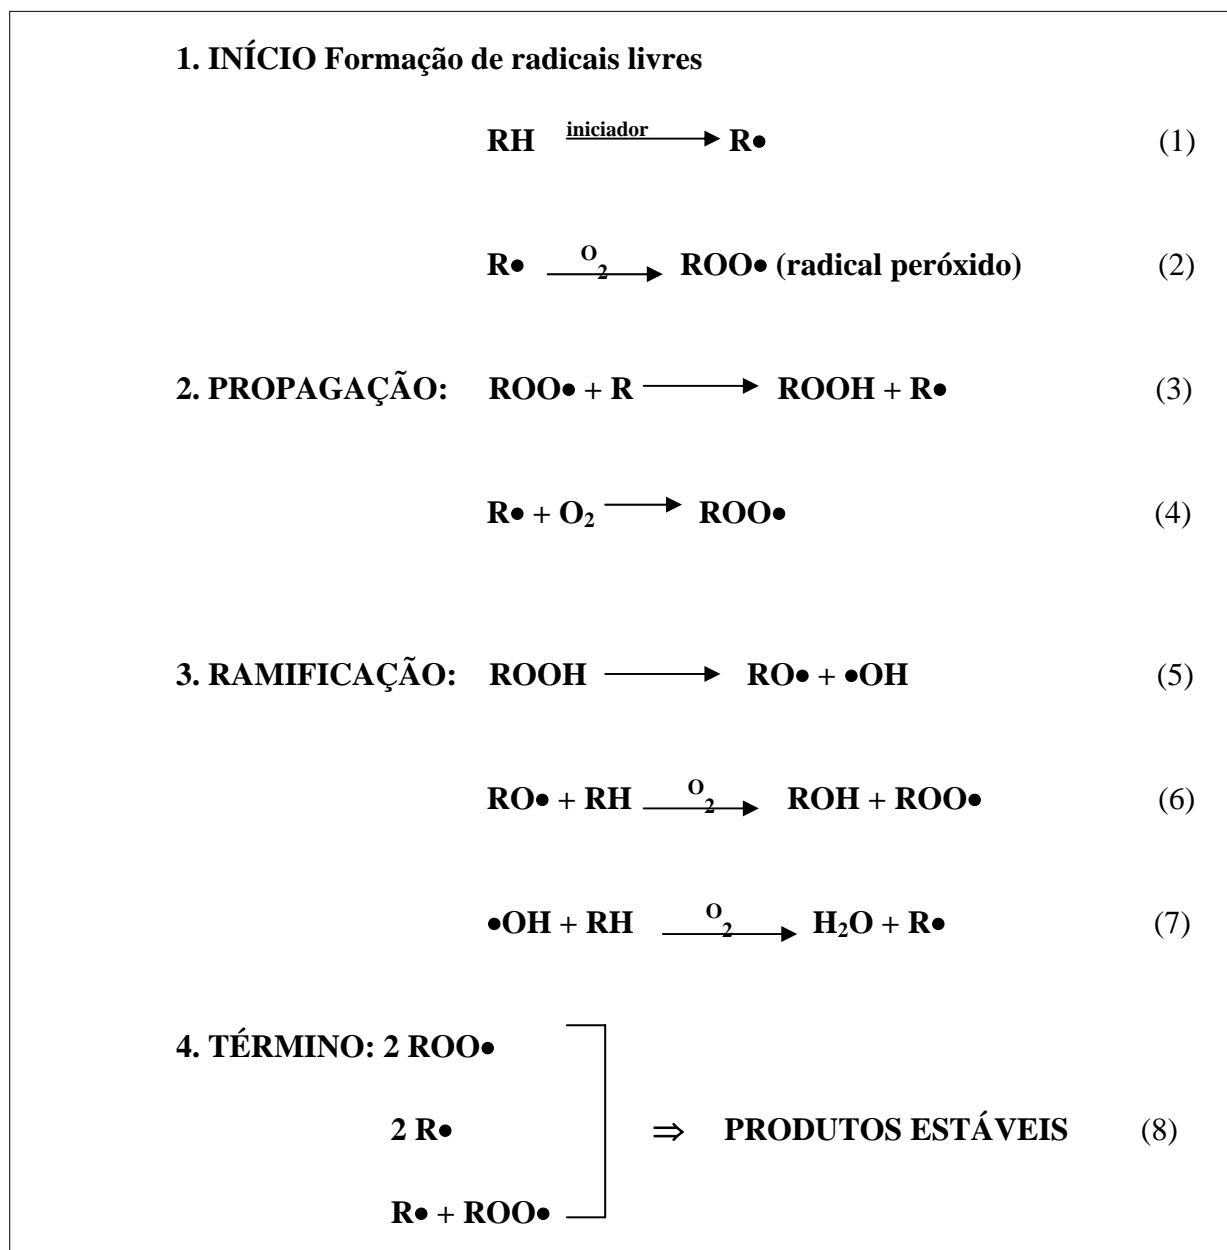 1. INÍCIO Formação de radicais livres
RH iniciador R● (1)
R● O2 ROO● (radical peróxido) (2)
2. PROPAGAÇÃO: ROO● + R ROOH + R● (3)
R● + O2 ROO● (4)
3. RAMIFICAÇÃO: ROOH RO● + ●OH (5)
RO● + RH O2 ROH + ROO● (6)
●OH + RH O2 H2O + R● (7)
4. TÉRMINO: 2 ROO●
2 R● ⇒ PRODUTOS ESTÁVEIS (8)
R● + ROO●